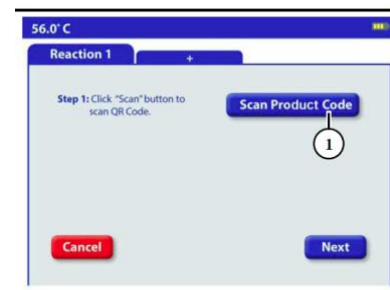 56.0°C
Reaction 1
+
Step 1: Click "Scan" button to
scan QR Code.
Scan Product Code
1
Cancel
Next